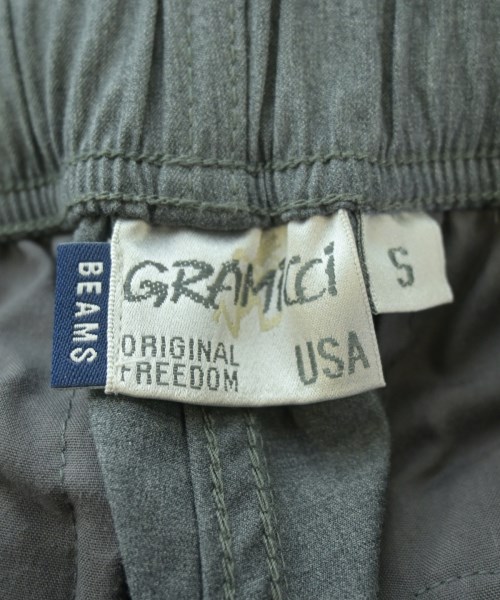 BEAMS
GRAMICCi
ORIGINAL
FREEDOM
USA
S